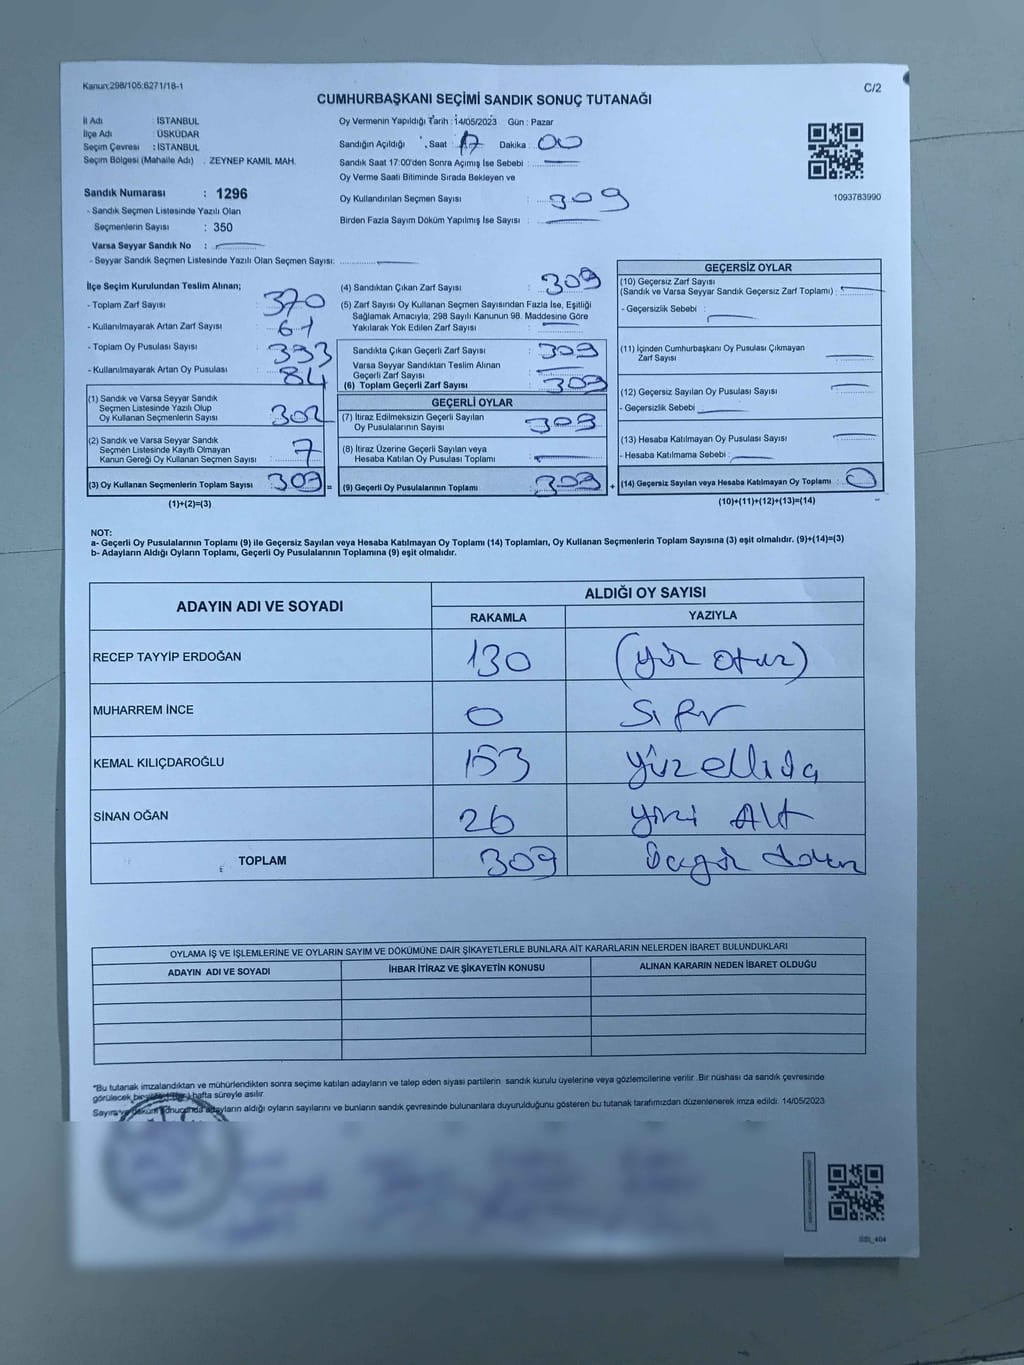 Kanun;298/105;6271/18-1
C/2
CUMHURBAŞKANI SEÇİMİ SANDIK SONUÇ TUTANAĞI
İl Adı : İSTANBUL
İlçe Adı : ÜSKÜDAR
Seçim Çevresi : İSTANBUL
Seçim Bölgesi (Mahalle Adı) : ZEYNEP KAMİL MAH.
Sandık Numarası : 1296
- Sandık Seçmen Listesinde Yazılı Olan
Seçmenlerin Sayısı : 350
Varsa Seyyar Sandık No :
- Seyyar Sandık Seçmen Listesinde Yazılı Olan Seçmen Sayısı:
Oy Vermenin Yapıldığı Tarih : 14/05/2023 Gün : Pazar
Sandığın Açıldığı Saat : 17 Dakika : 00
Sandık Saat 17:00'den Sonra Açımış İse Sebebi :
Oy Verme Saati Bitiminde Sırada Bekleyen ve
Oy Kullandırılan Seçmen Sayısı : 309
Birden Fazla Sayım Döküm Yapılmış İse Sayısı :
1093783990
İlçe Seçim Kurulundan Teslim Alınan;
- Toplam Zarf Sayısı : 370
- Kullanılmayarak Artan Zarf Sayısı : 61
- Toplam Oy Pusulası Sayısı : 393
- Kullanılmayarak Artan Oy Pusulası : 84
(1) Sandık ve Varsa Seyyar Sandık
Seçmen Listesinde Yazılı Olup
Oy Kullanan Seçmenlerin Sayısı : 302
(2) Sandık ve Varsa Seyyar Sandık
Seçmen Listesinde Kayıtlı Olmayan
Kanun Gereği Oy Kullanan Seçmen Sayısı : 7
(3) Oy Kullanan Seçmenlerin Toplam Sayısı : 309 =
(1)+(2)=(3)
(4) Sandıktan Çıkan Zarf Sayısı : 309
(5) Zarf Sayısı Oy Kullanan Seçmen Sayısından Fazla İse, Eşitliği
Sağlamak Amacıyla; 298 Sayılı Kanunun 98. Maddesine Göre
Yakılarak Yok Edilen Zarf Sayısı :
Sandıkta Çıkan Geçerli Zarf Sayısı : 309
Varsa Seyyar Sandıktan Teslim Alınan
Geçerli Zarf Sayısı :
(6) Toplam Geçerli Zarf Sayısı : 309
GEÇERLİ OYLAR
(7) İtiraz Edilmeksizin Geçerli Sayılan
Oy Pusulalarının Sayısı : 309
(8) İtiraz Üzerine Geçerli Sayılan veya
Hesaba Katılan Oy Pusulası Toplamı :
(9) Geçerli Oy Pusulalarının Toplamı : 309 +
GEÇERSİZ OYLAR
(10) Geçersiz Zarf Sayısı
(Sandık ve Varsa Seyyar Sandık Geçersiz Zarf Toplamı) :
- Geçersizlik Sebebi :
(11) İçinden Cumhurbaşkanı Oy Pusulası Çıkmayan
Zarf Sayısı :
(12) Geçersiz Sayılan Oy Pusulası Sayısı :
- Geçersizlik Sebebi :
(13) Hesaba Katılmayan Oy Pusulası Sayısı :
- Hesaba Katılmama Sebebi :
(14) Geçersiz Sayılan veya Hesaba Katılmayan Oy Toplamı : 0
(10)+(11)+(12)+(13)=(14)
NOT:
a- Geçerli Oy Pusulalarının Toplamı (9) ile Geçersiz Sayılan veya Hesaba Katılmayan Oy Toplamı (14) Toplamları, Oy Kullanan Seçmenlerin Toplam Sayısına (3) eşit olmalıdır. (9)+(14)=(3)
b- Adayların Aldığı Oyların Toplamı, Geçerli Oy Pusulalarının Toplamına (9) eşit olmalıdır.
ADAYIN ADI VE SOYADI
ALDIĞI OY SAYISI
RAKAMLA YAZIYLA
RECEP TAYYİP ERDOĞAN 130 (yüz otuz)
MUHARREM İNCE 0 Sıfır
KEMAL KILIÇDAROĞLU 153 yüzelliüç
SİNAN OĞAN 26 yirmi Altı
TOPLAM 309 üçyüz dokuz
OYLAMA İŞ VE İŞLEMLERİNE VE OYLARIN SAYIM VE DÖKÜMÜNE DAİR ŞİKAYETLERLE BUNLARA AİT KARARLARIN NELERDEN İBARET BULUNDUKLARI
ADAYIN ADI VE SOYADI İHBAR İTİRAZ VE ŞİKAYETİN KONUSU ALINAN KARARIN NEDEN İBARET OLDUĞU
*Bu tutanak imzalandıktan ve mühürlendikten sonra seçime katılan adayların ve talep eden siyasi partilerin sandık kurulu üyelerine veya gözlemcilerine verilir. Bir nüshası da sandık çevresinde
görülecek bir hafta süreyle asılır.
Sayım ve döküm sonucunda adayların aldığı oyların sayılarını ve bunların sandık çevresinde bulunanlara duyurulduğunu gösteren bu tutanak tarafımızdan düzenlenerek imza edildi. 14/05/2023